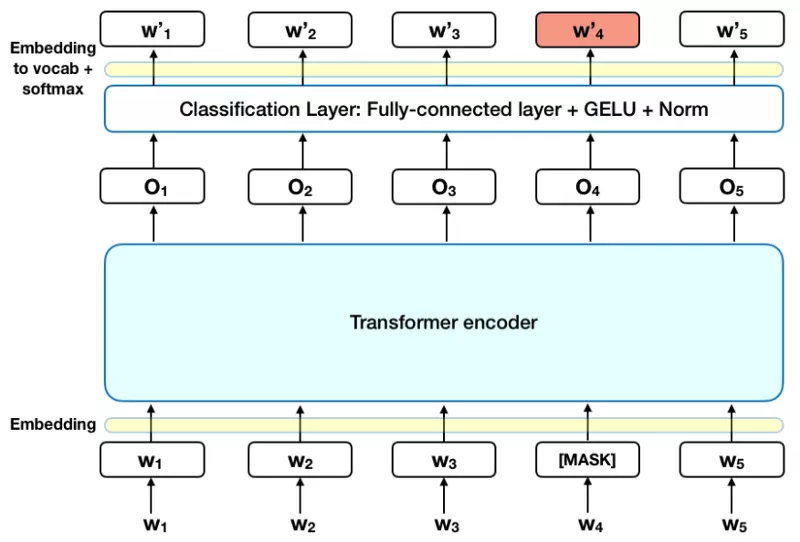 w’₁ w’₂ w’₃ w’₄ w’₅
Embedding
to vocab +
softmax
Classification Layer: Fully-connected layer + GELU + Norm
O₁ O₂ O₃ O₄ O₅
Transformer encoder
Embedding
W₁ W₂ W₃ [MASK] W₅
W₁ W₂ W₃ W₄ W₅